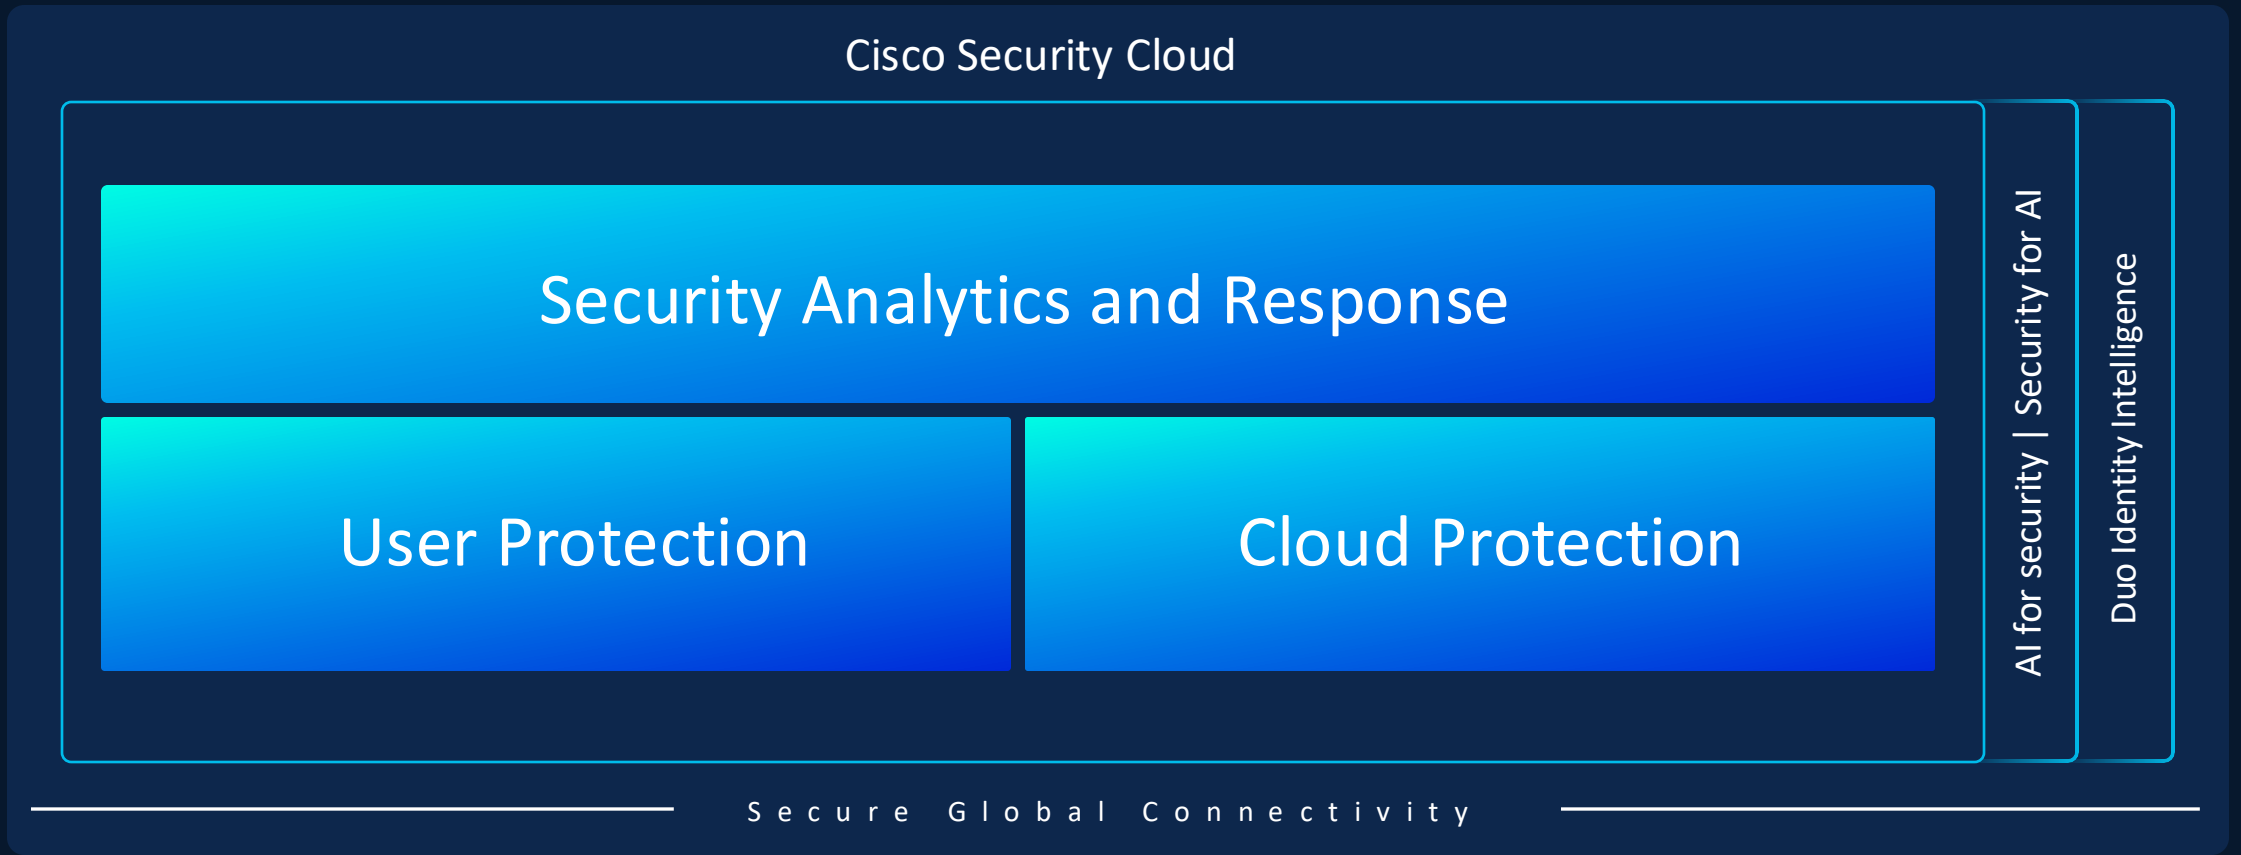 Cisco Security Cloud
Security Analytics and Response
User Protection
Cloud Protection
AI for security | Security for AI
Duo Identity Intelligence
Secure Global Connectivity